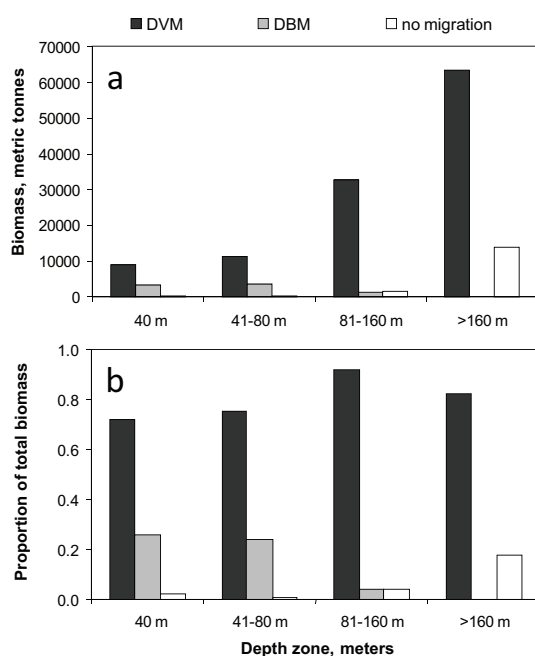 DVM DBM no migration
a
Biomass, metric tonnes
70000
60000
50000
40000
30000
20000
10000
0
40 m 41-80 m 81-160 m >160 m
b
Proportion of total biomass
1.0
0.8
0.6
0.4
0.2
0.0
40 m 41-80 m 81-160 m >160 m
Depth zone, meters